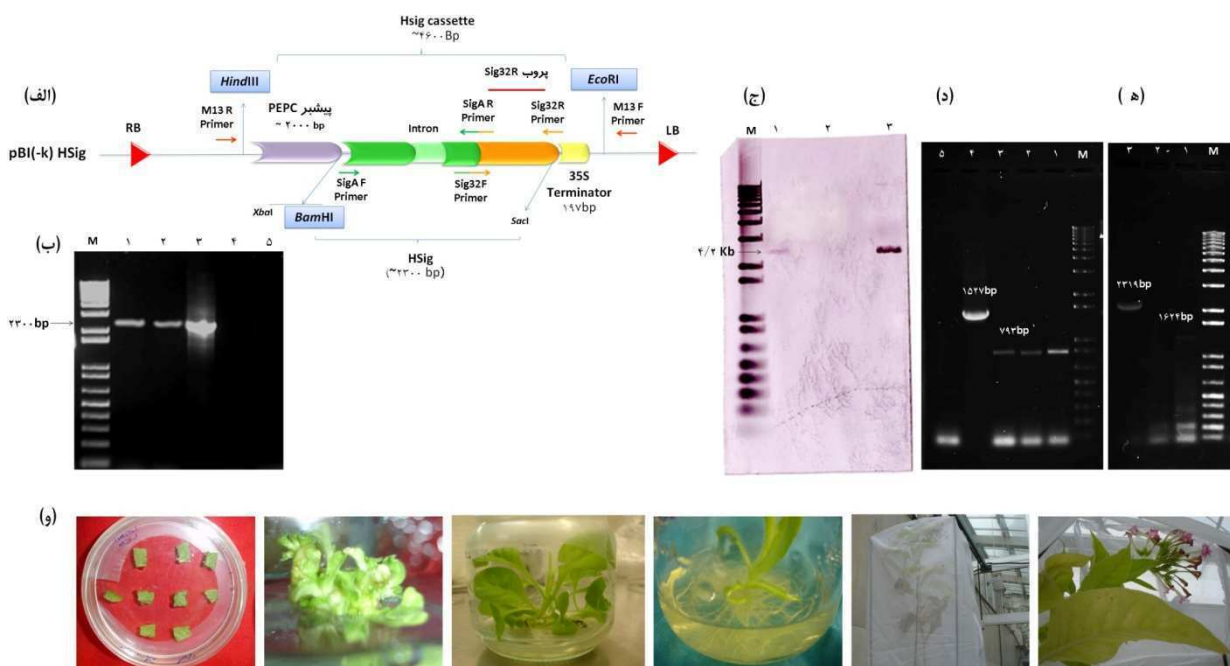 Hsig cassette
~۴۶۰۰Bp
(الف)
HindIII
M13 R
Primer
پیشبر PEPC
~ ۲۰۰۰ bp
Sig32R پروب
SigA R
Primer
Sig32R
Primer
EcoRI
M13 F
Primer
RB
Intron
LB
pBI(-k) HSig
SigA F
Primer
Sig32F
Primer
35S
Terminator
۱۹۷bp
XbaI
BamHI
SacI
HSig
(~۲۳۰۰ bp)
(ب)
M ۱ ۲ ۳ ۴ ۵
۲۳۰۰bp
(ج)
M ۱ ۲ ۳
۴/۲ Kb
(د)
۵ ۴ ۳ ۲ ۱ M
۱۵۲۷bp
۷۹۳bp
(ه)
۳ ۲ ۱ M
۲۳۱۹bp
۱۶۲۴bp
(و)